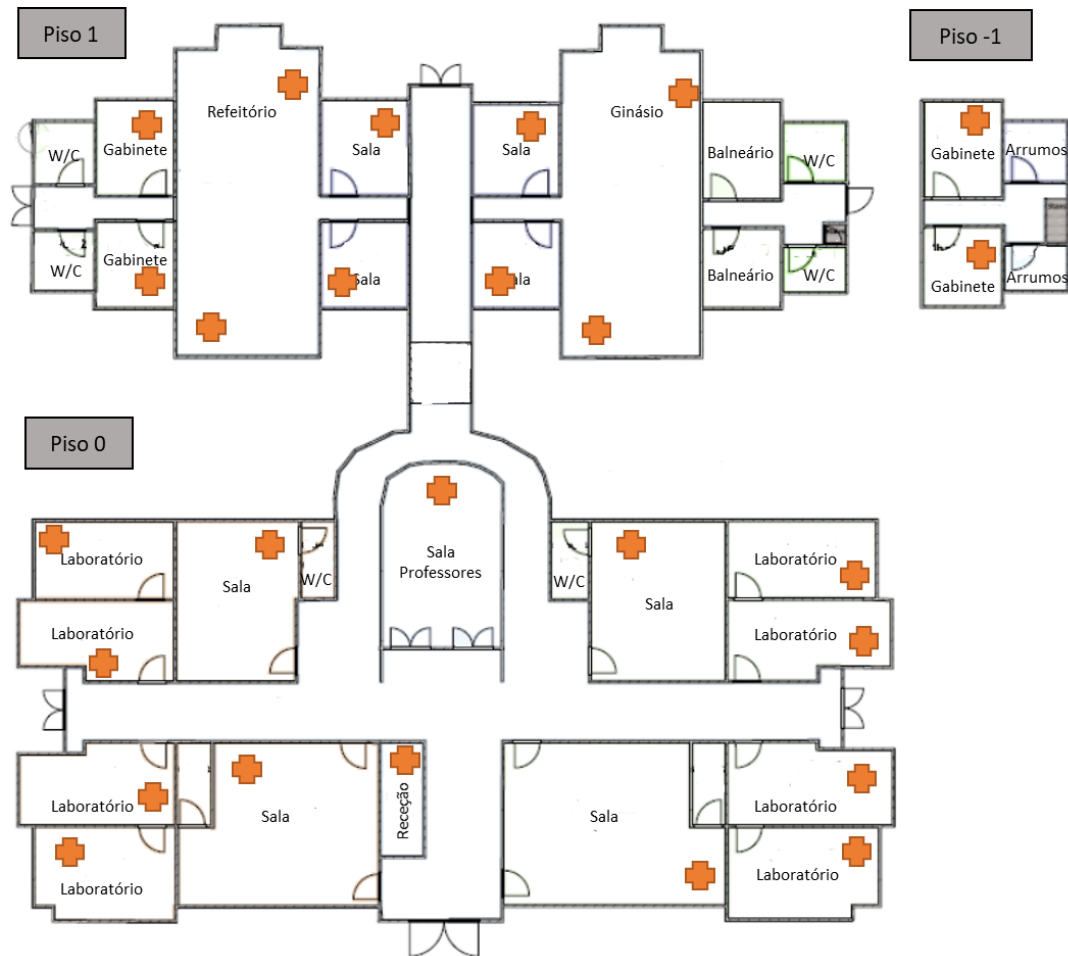 Piso 1
Piso -1
Refeitório
Ginásio
W/C
Gabinete
Sala
Sala
Balneário
W/C
Gabinete
Arrumos
W/C
Gabinete
Sala
Balneário
W/C
Gabinete
Arrumos
Piso 0
Laboratório
Sala
W/C
Sala
Professores
W/C
Sala
Laboratório
Laboratório
Laboratório
Laboratório
Sala
Receção
Sala
Laboratório
Laboratório
Laboratório